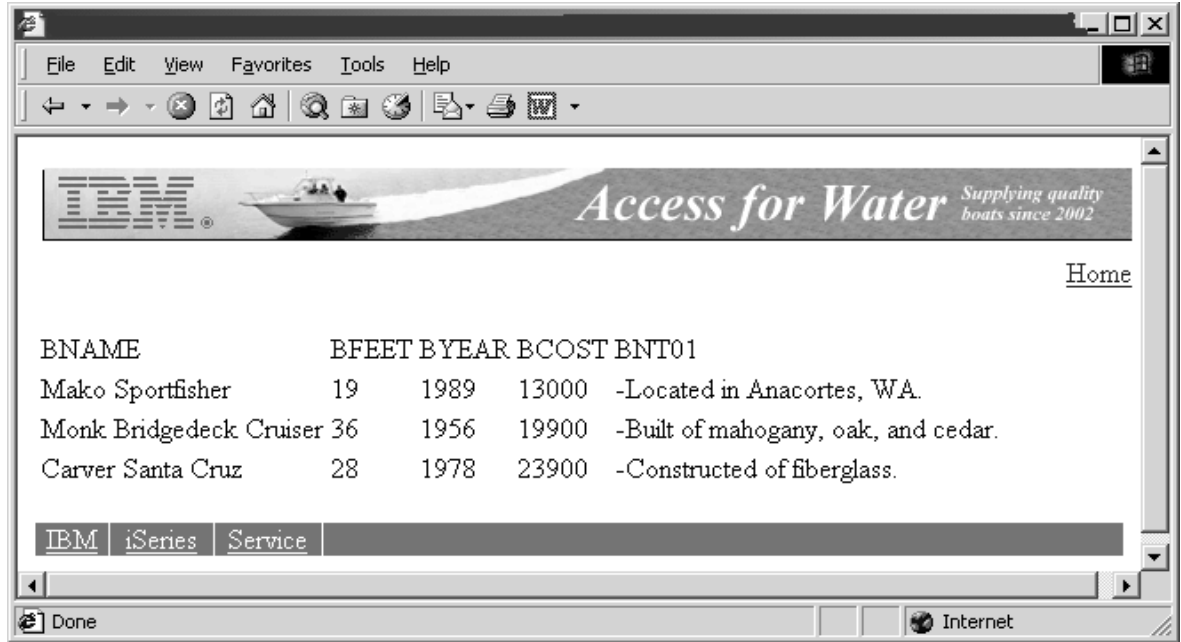 File Edit View Favorites Tools Help
W
IBM® Access for Water Supplying quality
boats since 2002
Home
BNAME BFEET BYEAR BCOST BNT01
Mako Sportfisher 19 1989 13000 -Located in Anacortes, WA.
Monk Bridgedeck Cruiser 36 1956 19900 -Built of mahogany, oak, and cedar.
Carver Santa Cruz 28 1978 23900 -Constructed of fiberglass.
IBM iSeries Service
Done Internet